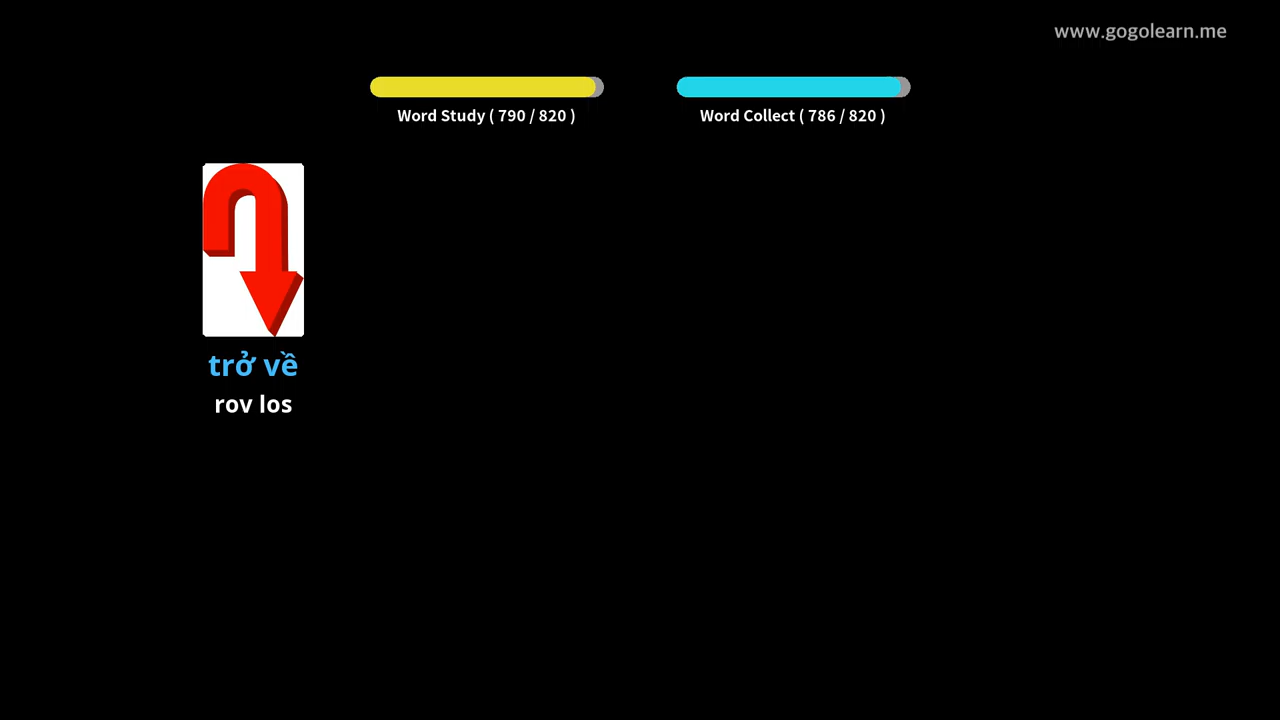 www.gogolearn.me
Word Study ( 790 / 820 )
Word Collect ( 786 / 820 )
trở về
rov los